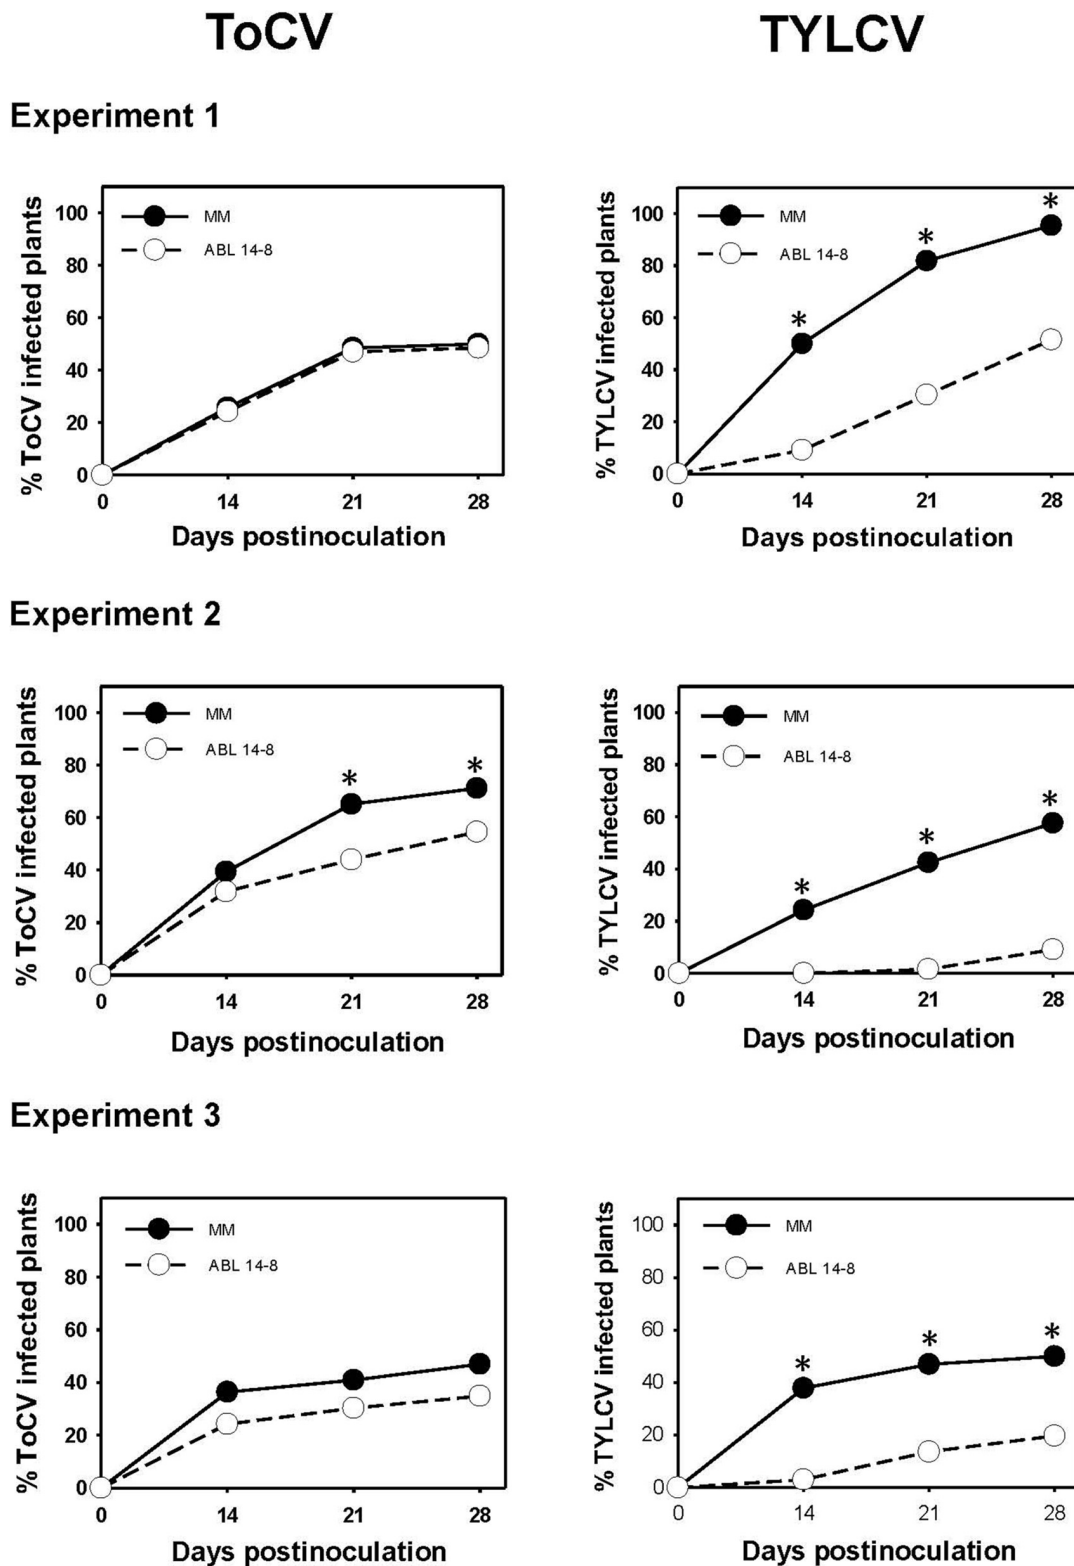 ToCV
TYLCV
Experiment 1
% ToCV infected plants
100
80
60
40
20
0
MM
ABL 14-8
0 14 21 28
Days postinoculation
% TYLCV infected plants
100
80
60
40
20
0
MM
ABL 14-8
* * *
0 14 21 28
Days postinoculation
Experiment 2
% ToCV infected plants
100
80
60
40
20
0
MM
ABL 14-8
* *
0 14 21 28
Days postinoculation
% TYLCV infected plants
100
80
60
40
20
0
MM
ABL 14-8
* * *
0 14 21 28
Days postinoculation
Experiment 3
% ToCV infected plants
100
80
60
40
20
0
MM
ABL 14-8
0 14 21 28
Days postinoculation
% TYLCV infected plants
100
80
60
40
20
0
MM
ABL 14-8
* * *
0 14 21 28
Days postinoculation